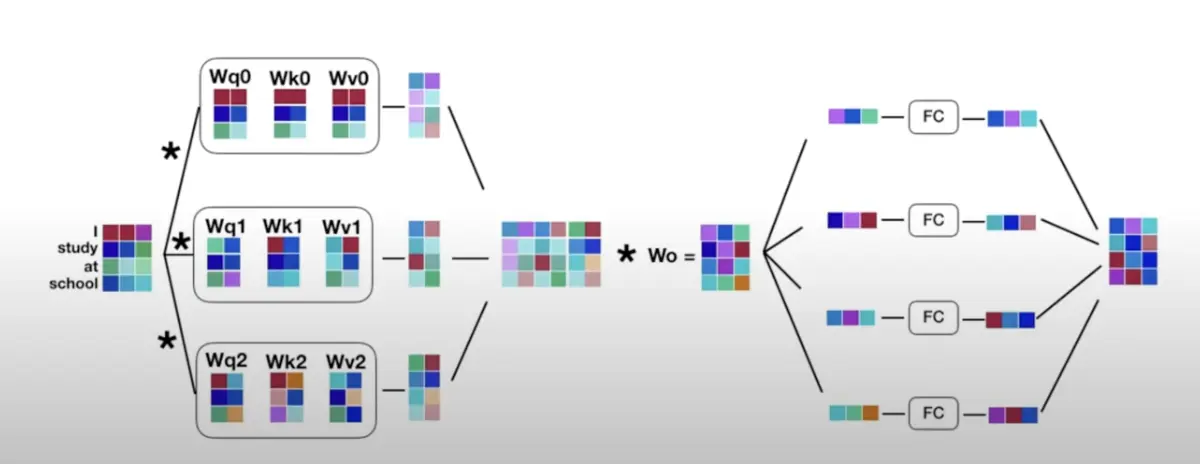 Wq0 Wk0 Wv0
*
I
study
at
school
*
Wq1 Wk1 Wv1
*
Wq2 Wk2 Wv2
* Wo =
FC
FC
FC
FC